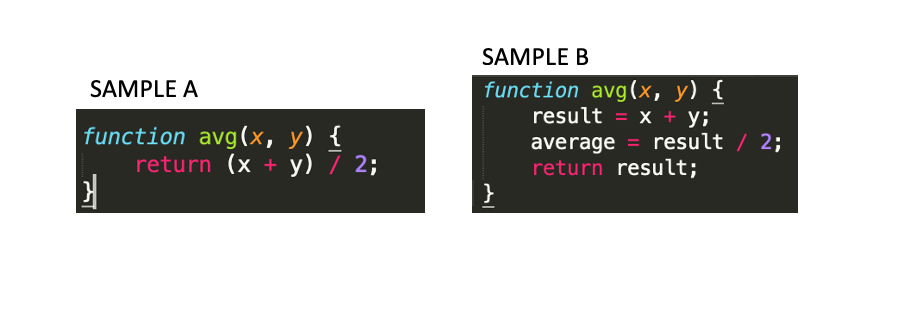 SAMPLE A
function avg(x, y) {
    return (x + y) / 2;
}
SAMPLE B
function avg(x, y) {
    result = x + y;
    average = result / 2;
    return result;
}